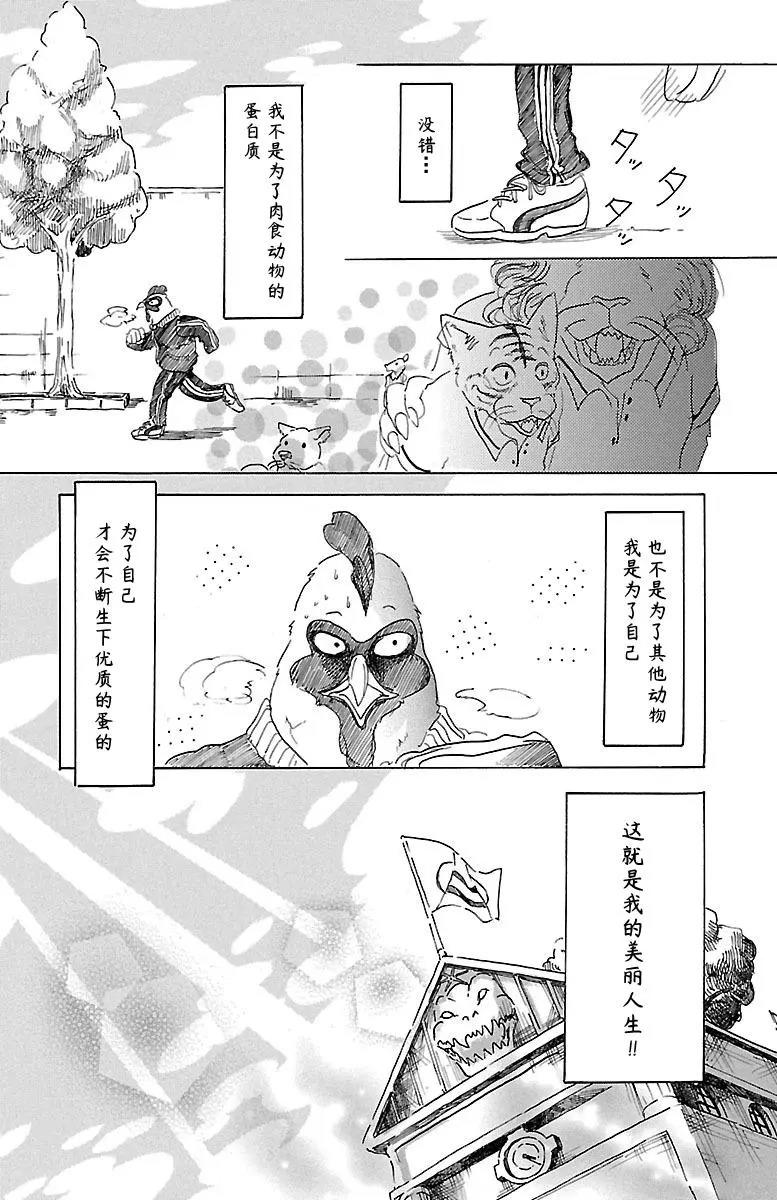 没错…
タッ
タッ
タッ
我不是为了肉食动物的
蛋白质
也不是为了其他动物
我是为了自己
为了自己
才会不断生下优质的蛋的
这就是我的美丽人生!!